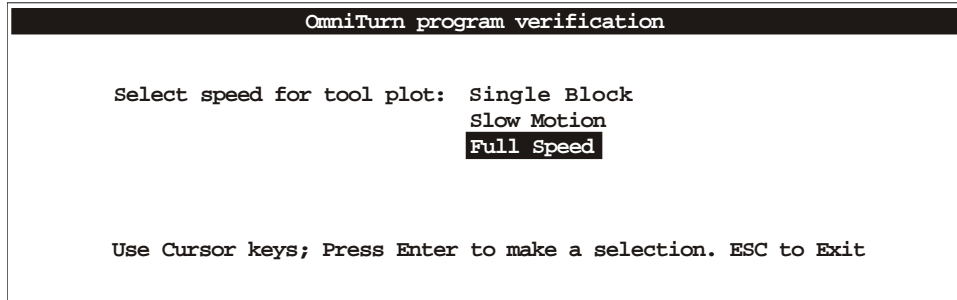 OmniTurn program verification
Select speed for tool plot: Single Block
Slow Motion
Full Speed
Use Cursor keys; Press Enter to make a selection. ESC to Exit